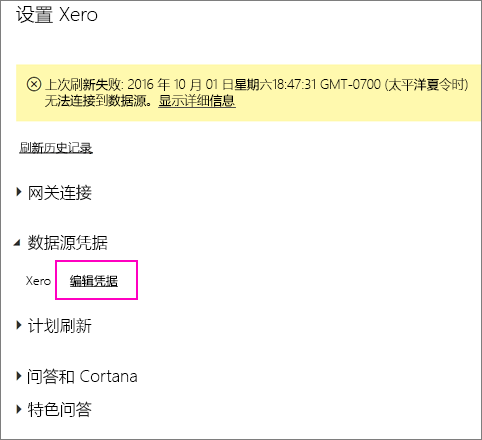 设置 Xero
上次刷新失败: 2016 年 10 月 01 日星期六18:47:31 GMT-0700 (太平洋夏令时)
无法连接到数据源。显示详细信息
刷新历史记录
网关连接
数据源凭据
Xero 编辑凭据
计划刷新
问答和 Cortana
特色问答